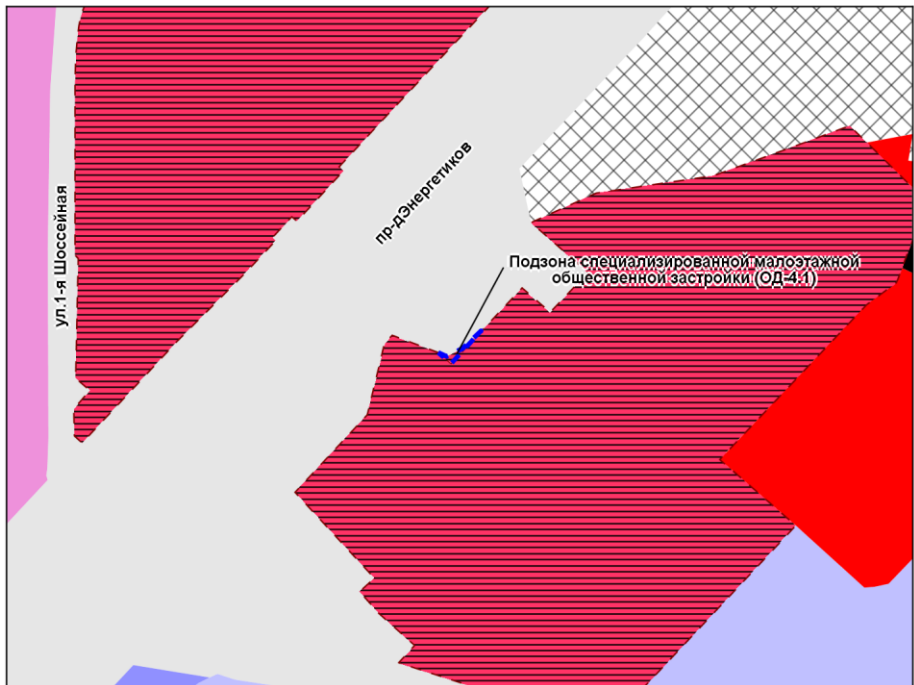 ул.1-я Шоссейная
пр-дЭнергетиков
Подзона специализированной малоэтажной
общественной застройки (ОД-4.1)